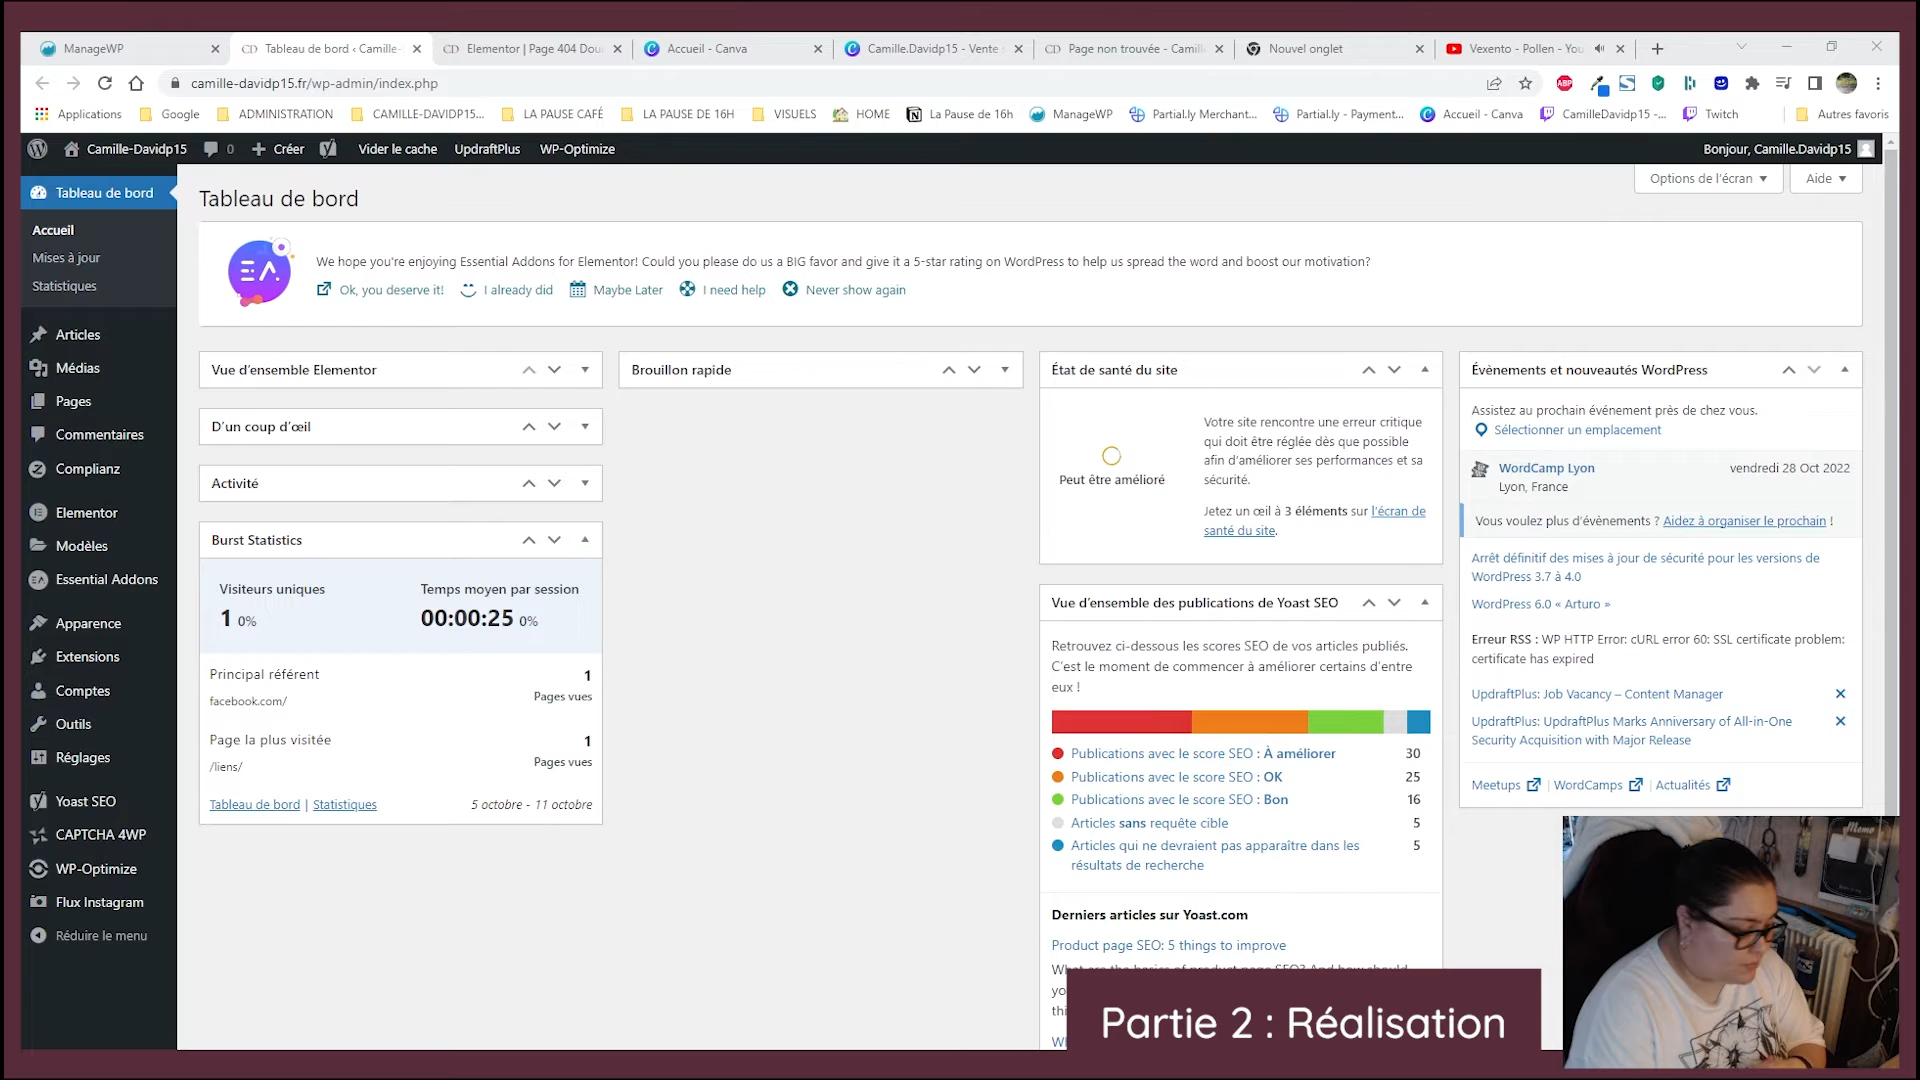 ManageWP
Tableau de bord ‹ Camille-
Elementor | Page 404 Dou
Accueil - Canva
Camille.Davidp15 - Vente
Page non trouvée - Camill
Nouvel onglet
Vexento - Pollen - You
camille-davidp15.fr/wp-admin/index.php
Applications
Google
ADMINISTRATION
CAMILLE-DAVIDP15...
LA PAUSE CAFÉ
LA PAUSE DE 16H
VISUELS
HOME
La Pause de 16h
ManageWP
Partial.ly Merchant...
Partial.ly - Payment...
Accueil - Canva
CamilleDavidp15 -...
Twitch
Autres favoris
Camille-Davidp15
0
Créer
Vider le cache
UpdraftPlus
WP-Optimize
Bonjour, Camille.Davidp15
Tableau de bord
Accueil
Mises à jour
Statistiques
Articles
Médias
Pages
Commentaires
Complianz
Elementor
Modèles
Essential Addons
Apparence
Extensions
Comptes
Outils
Réglages
Yoast SEO
CAPTCHA 4WP
WP-Optimize
Flux Instagram
Réduire le menu
Options de l'écran
Aide
Tableau de bord
We hope you're enjoying Essential Addons for Elementor! Could you please do us a BIG favor and give it a 5-star rating on WordPress to help us spread the word and boost our motivation?
Ok, you deserve it!
I already did
Maybe Later
I need help
Never show again
Vue d'ensemble Elementor
D'un coup d'œil
Activité
Burst Statistics
Visiteurs uniques
1 0%
Temps moyen par session
00:00:25 0%
Principal référent
1
facebook.com/
Pages vues
Page la plus visitée
1
/liens/
Pages vues
Tableau de bord | Statistiques
5 octobre - 11 octobre
Brouillon rapide
État de santé du site
Peut être amélioré
Votre site rencontre une erreur critique
qui doit être réglée dès que possible
afin d'améliorer ses performances et sa
sécurité.
Jetez un œil à 3 éléments sur l'écran de
santé du site.
Vue d'ensemble des publications de Yoast SEO
Retrouvez ci-dessous les scores SEO de vos articles publiés.
C'est le moment de commencer à améliorer certains d'entre
eux !
Publications avec le score SEO : À améliorer 30
Publications avec le score SEO : OK 25
Publications avec le score SEO : Bon 16
Articles sans requête cible 5
Articles qui ne devraient pas apparaître dans les 5
résultats de recherche
Derniers articles sur Yoast.com
Product page SEO: 5 things to improve
What are the basics of product page SEO? And how should
Évènements et nouveautés WordPress
Assistez au prochain événement près de chez vous.
Sélectionner un emplacement
WordCamp Lyon
vendredi 28 Oct 2022
Lyon, France
Vous voulez plus d'évènements ? Aidez à organiser le prochain !
Arrêt définitif des mises à jour de sécurité pour les versions de
WordPress 3.7 à 4.0
WordPress 6.0 « Arturo »
Erreur RSS : WP HTTP Error: cURL error 60: SSL certificate problem:
certificate has expired
UpdraftPlus: Job Vacancy – Content Manager
UpdraftPlus: UpdraftPlus Marks Anniversary of All-in-One
Security Acquisition with Major Release
Meetups | WordCamps | Actualités
Partie 2 : Réalisation